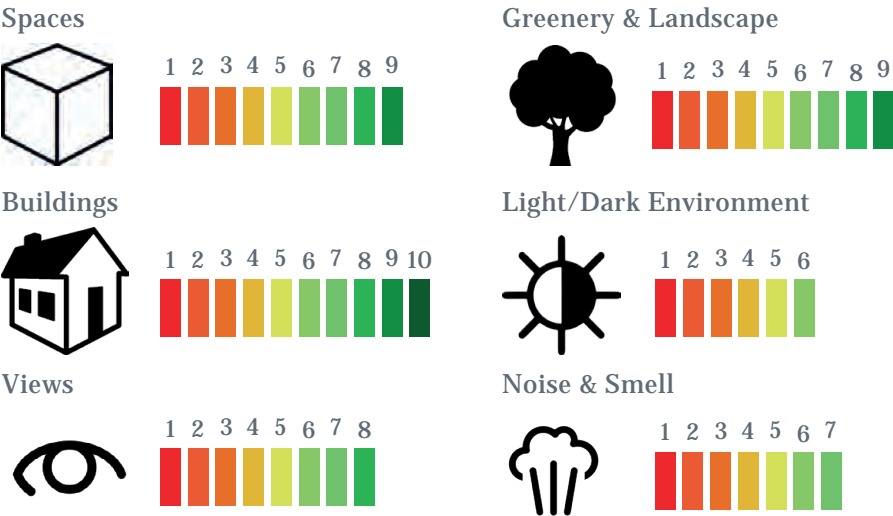 Spaces
1 2 3 4 5 6 7 8 9
Greenery & Landscape
1 2 3 4 5 6 7 8 9
Buildings
1 2 3 4 5 6 7 8 9 10
Light/Dark Environment
1 2 3 4 5 6
Views
1 2 3 4 5 6 7 8
Noise & Smell
1 2 3 4 5 6 7